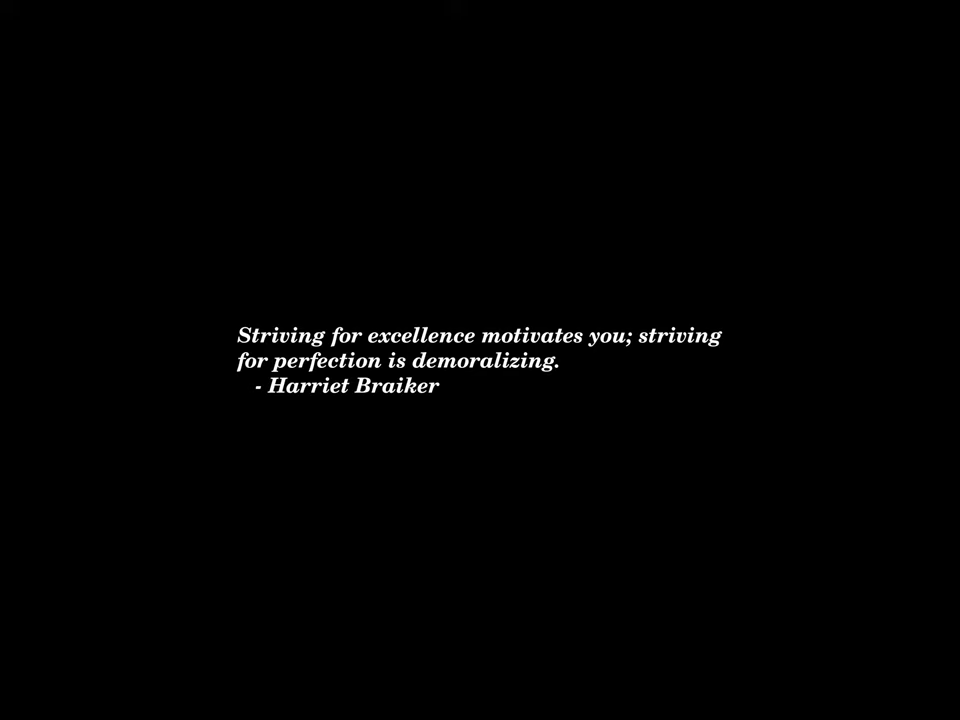 Striving for excellence motivates you; striving
for perfection is demoralizing.
- Harriet Braiker